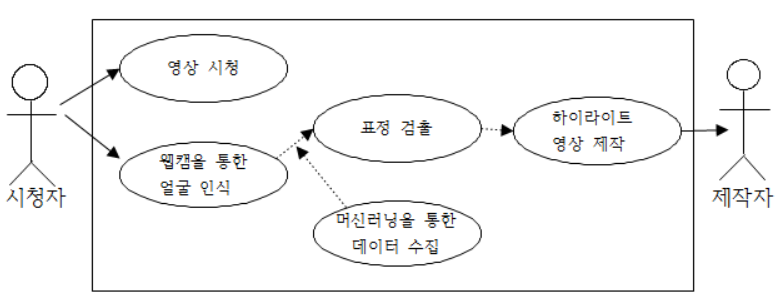 영상 시청
표정 검출
하이라이트
영상 제작
웹캠을 통한
얼굴 인식
시청자
제작자
머신러닝을 통한
데이터 수집